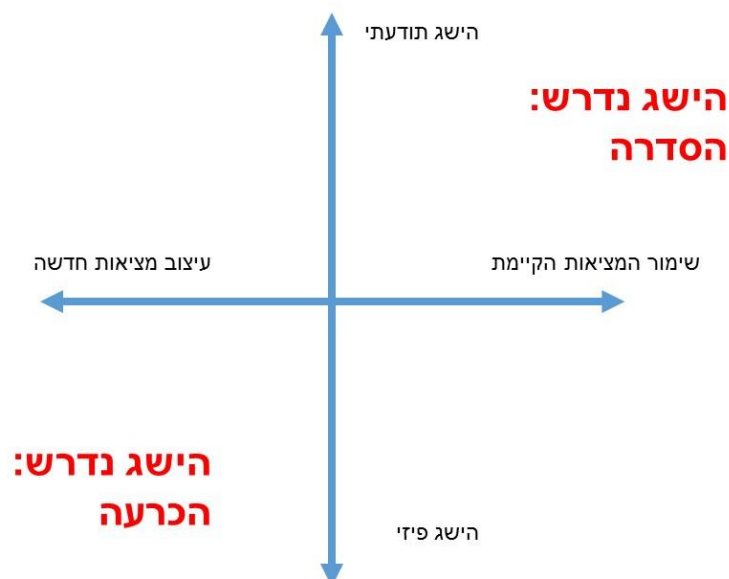 הישג תודעתי
הישג נדרש:
הסדרה
שימור המציאות הקיימת
עיצוב מציאות חדשה
הישג נדרש:
הכרעה
הישג פיזי